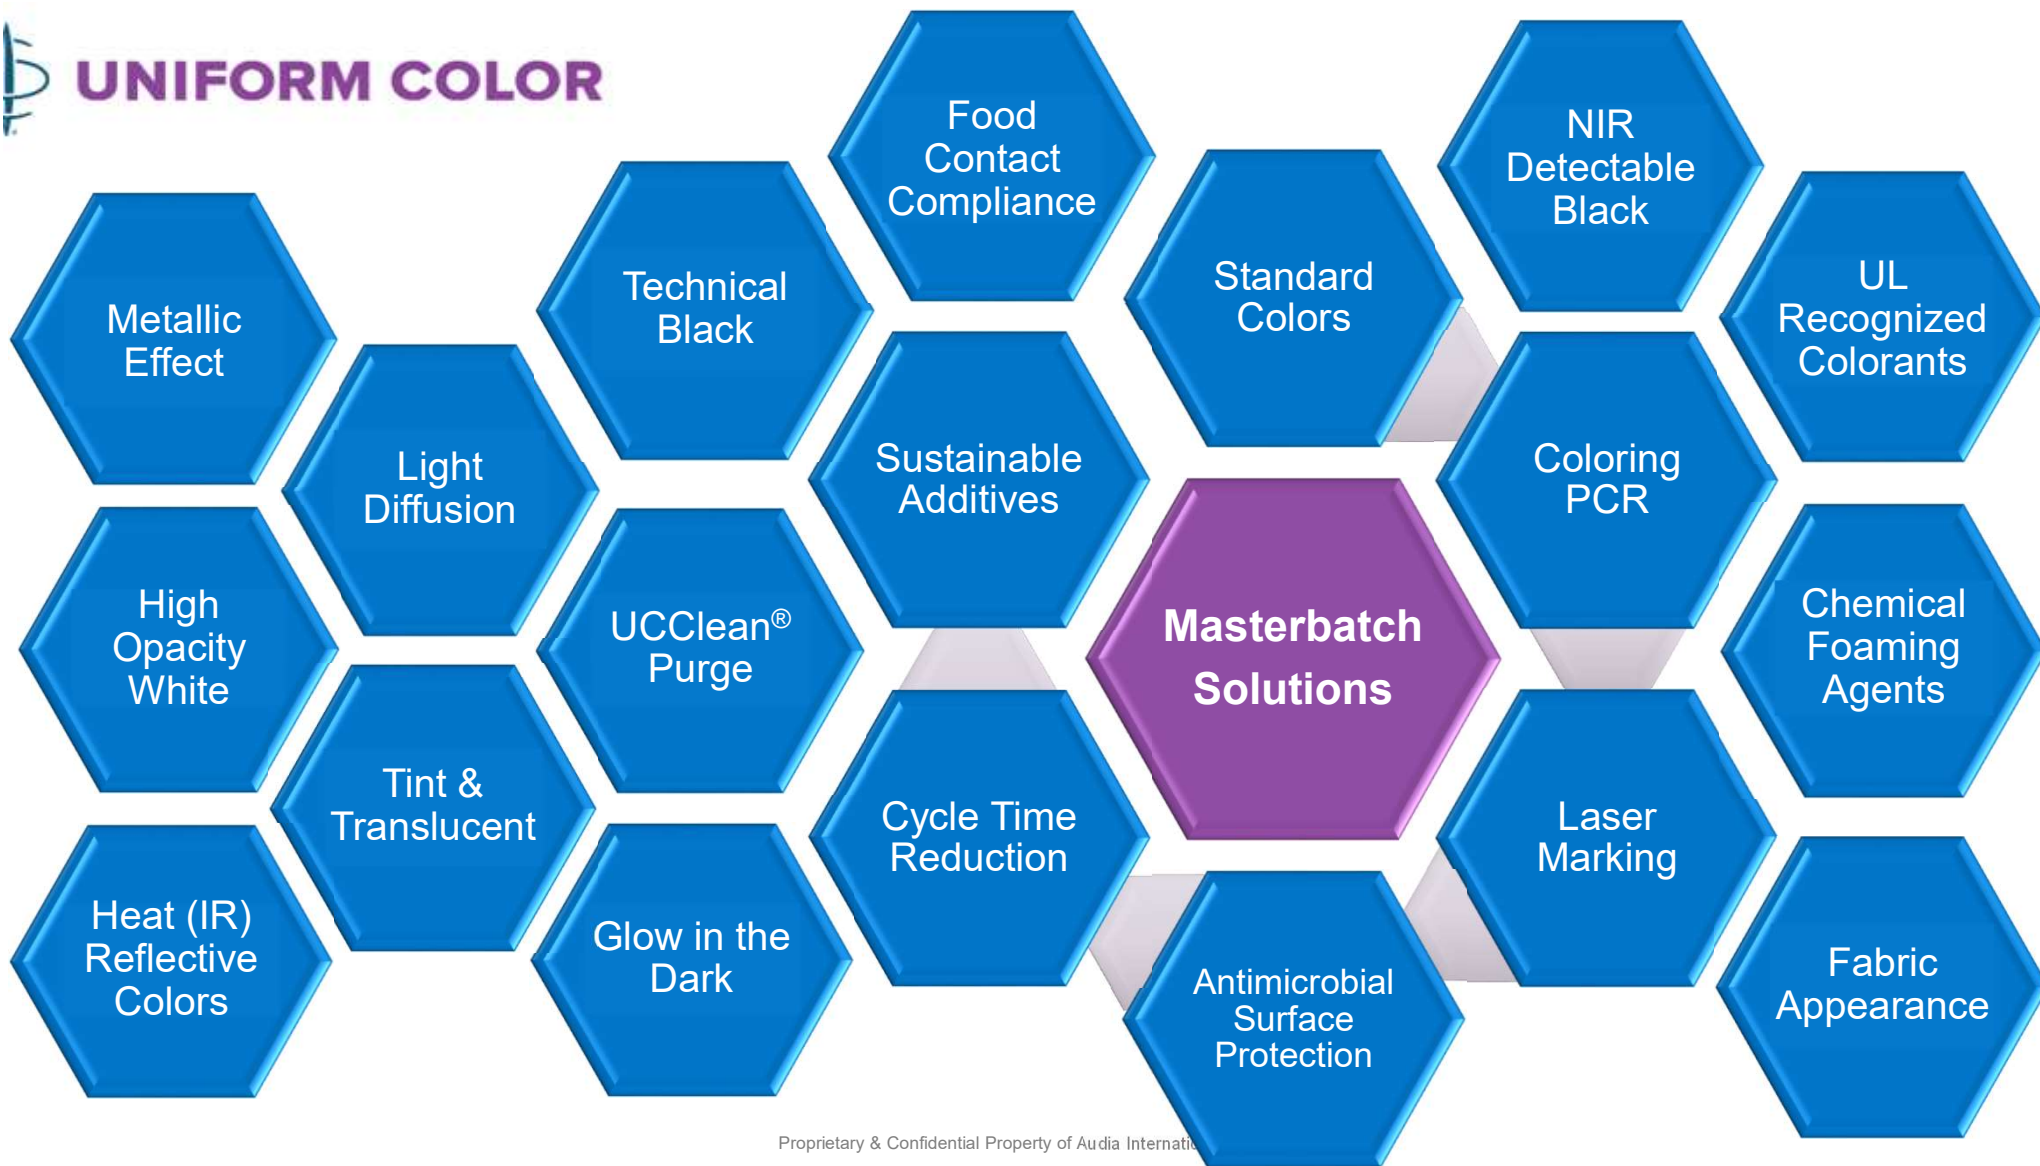 UNIFORM COLOR
Food
Contact
Compliance
NIR
Detectable
Black
Metallic
Effect
Technical
Black
Standard
Colors
UL
Recognized
Colorants
Light
Diffusion
Sustainable
Additives
Coloring
PCR
High
Opacity
White
UCClean®
Purge
Masterbatch
Solutions
Chemical
Foaming
Agents
Tint &
Translucent
Cycle Time
Reduction
Laser
Marking
Heat (IR)
Reflective
Colors
Glow in the
Dark
Antimicrobial
Surface
Protection
Fabric
Appearance
Proprietary & Confidential Property of Audia